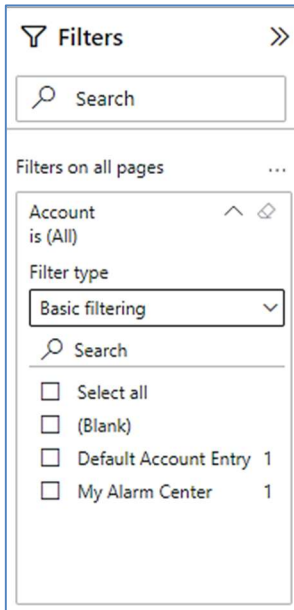 Filters
Search
Filters on all pages ...
Account
is (All)
Filter type
Basic filtering
Search
Select all
(Blank)
Default Account Entry 1
My Alarm Center 1